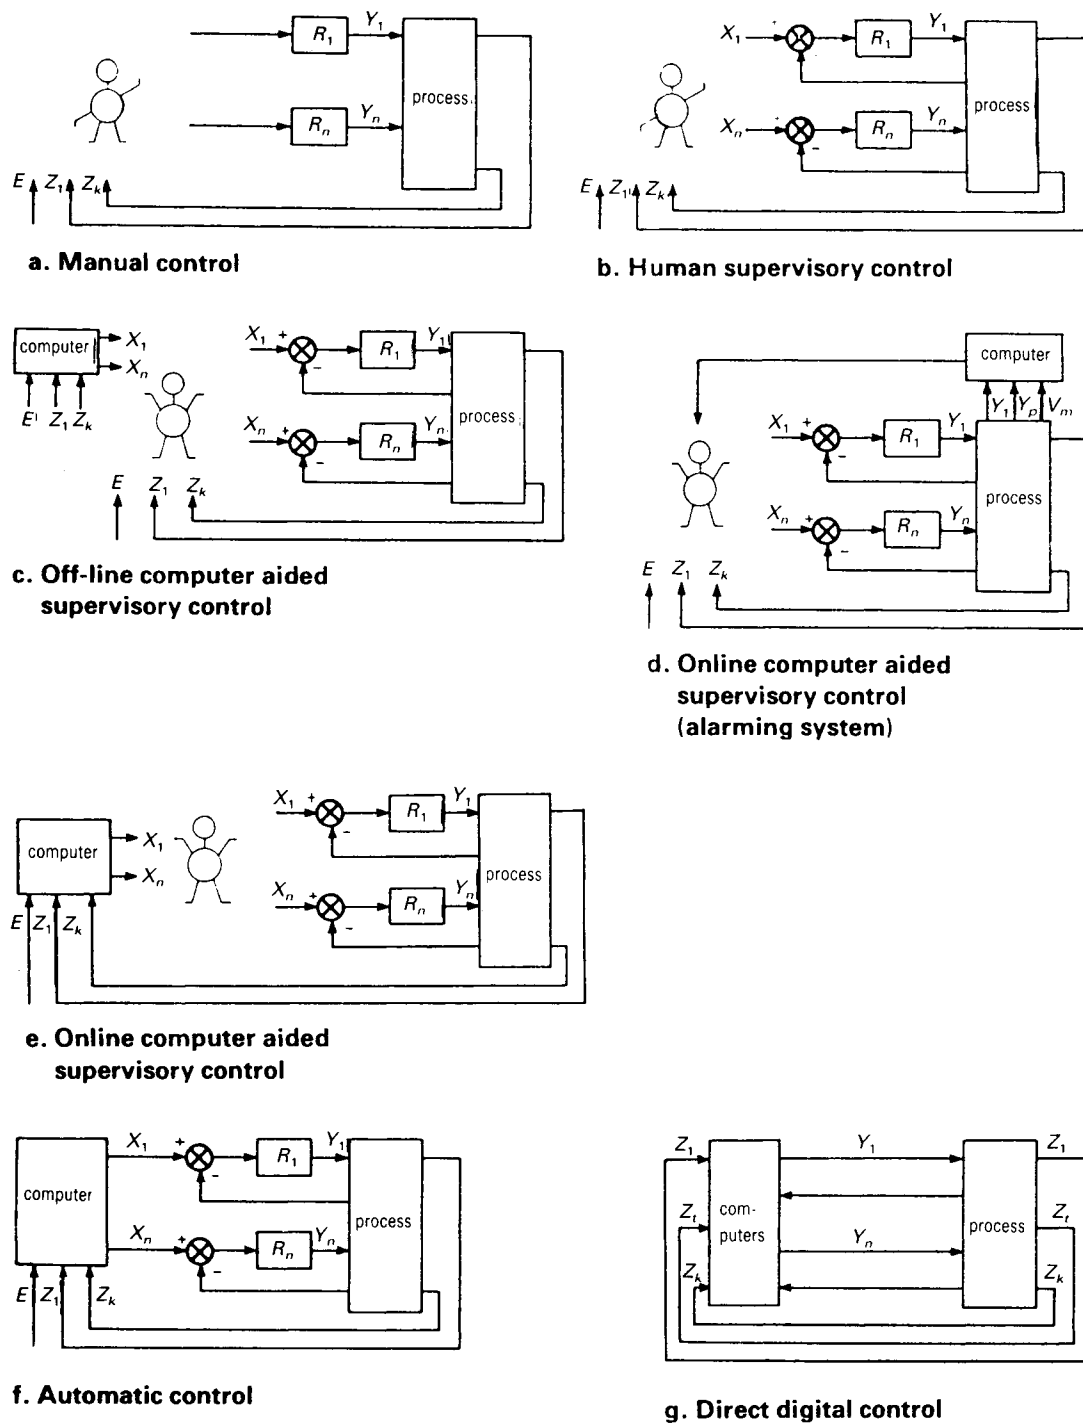 R1 Y1
process
Rn Yn
E Z1 Zk
a. Manual control
X1 + R1 Y1
process
Xn Rn Yn
-
E Z1 Zk
b. Human supervisory control
computer X1
Xn
E Z1 Zk
X1 + R1 Y1
-
process
Xn + Rn Yn
-
E Z1 Zk
c. Off-line computer aided
supervisory control
computer
Y1 Yp Vm
X1 + R1 Y1
-
process
Xn + Rn Yn
-
E Z1 Zk
d. Online computer aided
supervisory control
(alarming system)
computer X1
Xn
E Z1 Zk
X1 + R1 Y1
-
process
Xn + Rn Yn
-
e. Online computer aided
supervisory control
computer X1 + R1 Y1
-
process
Xn + Rn Yn
-
E Z1 Zk
f. Automatic control
Z1 Y1 Z1
com-
puters
Zt process Zt
Yn
Zk Zk
g. Direct digital control